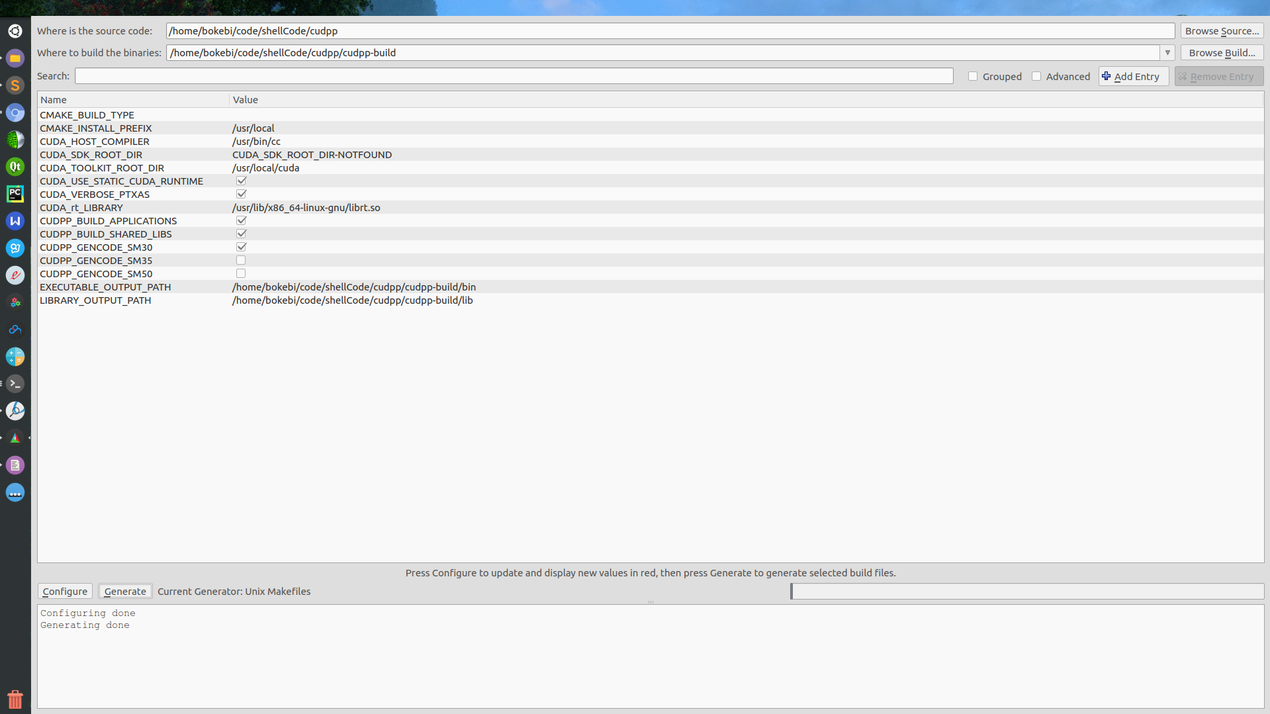 Where is the source code: /home/bokebi/code/shellCode/cudpp Browse Source...
Where to build the binaries: /home/bokebi/code/shellCode/cudpp/cudpp-build Browse Build...
Search: Grouped Advanced Add Entry Remove Entry
Name Value
CMAKE_BUILD_TYPE
CMAKE_INSTALL_PREFIX /usr/local
CUDA_HOST_COMPILER /usr/bin/cc
CUDA_SDK_ROOT_DIR CUDA_SDK_ROOT_DIR-NOTFOUND
CUDA_TOOLKIT_ROOT_DIR /usr/local/cuda
CUDA_USE_STATIC_CUDA_RUNTIME
CUDA_VERBOSE_PTXAS
CUDA_rt_LIBRARY /usr/lib/x86_64-linux-gnu/librt.so
CUDPP_BUILD_APPLICATIONS
CUDPP_BUILD_SHARED_LIBS
CUDPP_GENCODE_SM30
CUDPP_GENCODE_SM35
CUDPP_GENCODE_SM50
EXECUTABLE_OUTPUT_PATH /home/bokebi/code/shellCode/cudpp/cudpp-build/bin
LIBRARY_OUTPUT_PATH /home/bokebi/code/shellCode/cudpp/cudpp-build/lib
Press Configure to update and display new values in red, then press Generate to generate selected build files.
Configure Generate Current Generator: Unix Makefiles
Configuring done
Generating done
S
Qt
PC
W